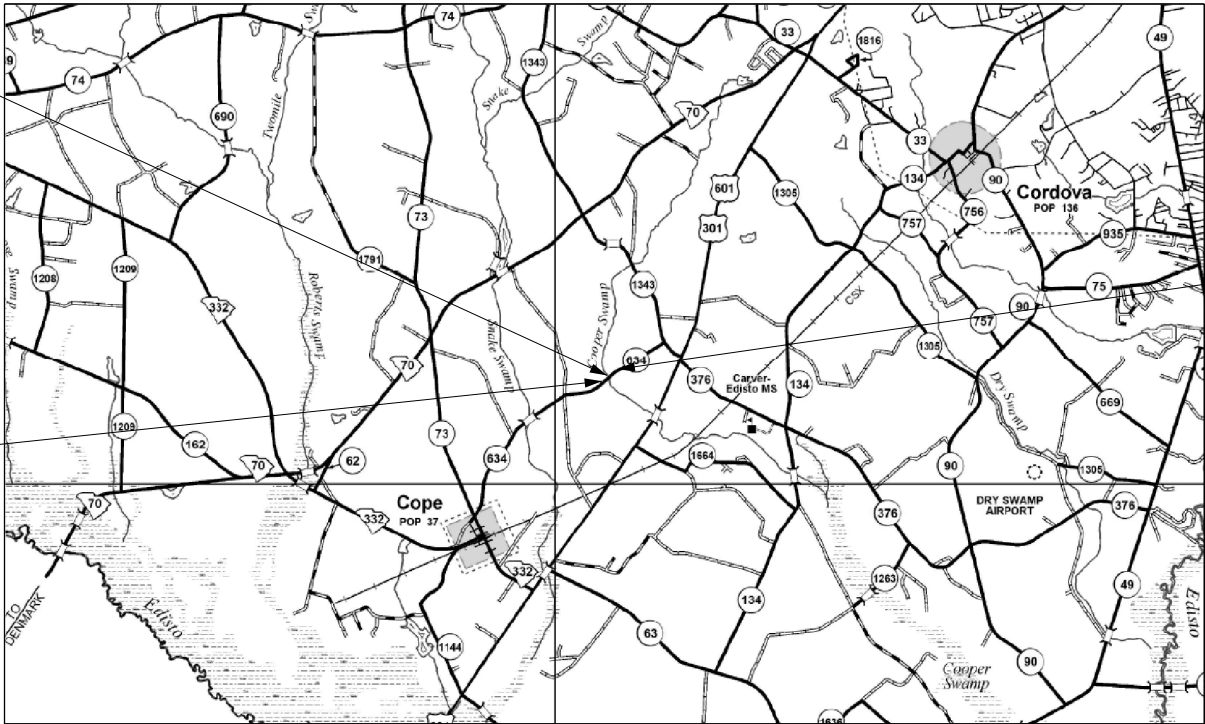 74
33
1816
49
74
1343
Swamp
690
Twomile
Snake
70
33
134
90
Cordova
POP 136
601
1305
756
73
301
757
935
1208
1209
1791
Roberts Swamp
1343
CSX
75
332
Snake Swamp
Cooper Swamp
90
757
634
1305
70
376
Carver-
Edisto MS
134
Dry Swamp
669
73
162
70
62
634
1664
90
1305
70
Cope
POP 37
332
376
DRY SWAMP
AIRPORT
376
332
1263
49
134
TO
DENMARK
Edisto
Edisto
63
1144
90
Cooper
Swamp